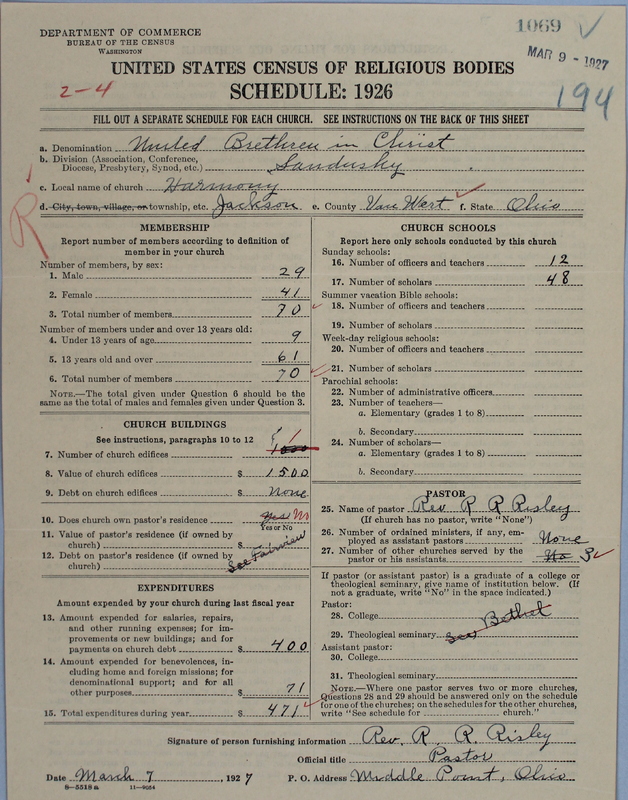 DEPARTMENT OF COMMERCE
BUREAU OF THE CENSUS
WASHINGTON
1069
MAR 9 - 1927
UNITED STATES CENSUS OF RELIGIOUS BODIES
2-4
SCHEDULE: 1926
194
FILL OUT A SEPARATE SCHEDULE FOR EACH CHURCH. SEE INSTRUCTIONS ON THE BACK OF THIS SHEET
a. Denomination United Brethren in Christ
b. Division (Association, Conference, Diocese, Presbytery, Synod, etc.) Sandusky
c. Local name of church Harmony
d. City, town, village, or township, etc. Jackson e. County Van Wert f. State Ohio
R
MEMBERSHIP
Report number of members according to definition of
member in your church
Number of members, by sex:
1. Male 29
2. Female 41
3. Total number of members 70
Number of members under and over 13 years old:
4. Under 13 years of age 9
5. 13 years old and over 61
6. Total number of members 70
NOTE.—The total given under Question 6 should be
same as the total of males and females given under Question 3.
CHURCH BUILDINGS
See instructions, paragraphs 10 to 12
7. Number of church edifices 1
8. Value of church edifices $ 1500
9. Debt on church edifices $ None
10. Does church own pastor's residence yes
Yes or No
11. Value of pastor's residence (if owned by
church) $
12. Debt on pastor's residence (if owned by
church) $ See Fairview
EXPENDITURES
Amount expended by your church during last fiscal year
13. Amount expended for salaries, repairs,
and other running expenses; for im-
provements or new buildings; and for
payments on church debt $ 400
14. Amount expended for benevolences, in-
cluding home and foreign missions; for
denominational support; and for all
other purposes $ 71
15. Total expenditures during year $ 471
CHURCH SCHOOLS
Report here only schools conducted by this church
Sunday schools:
16. Number of officers and teachers 12
17. Number of scholars 48
Summer vacation Bible schools:
18. Number of officers and teachers
19. Number of scholars
Week-day religious schools:
20. Number of officers and teachers
21. Number of scholars
Parochial schools:
22. Number of administrative officers
23. Number of teachers—
a. Elementary (grades 1 to 8)
b. Secondary
24. Number of scholars—
a. Elementary (grades 1 to 8)
b. Secondary
PASTOR
25. Name of pastor Rev R R Risley
(If church has no pastor, write "None")
26. Number of ordained ministers, if any, em-
ployed as assistant pastors None
27. Number of other churches served by the
pastor or his assistants No 3
If pastor (or assistant pastor) is a graduate of a college or
theological seminary, give name of institution below. (If
not a graduate, write "No" in the space indicated.)
Pastor:
28. College
29. Theological seminary See Bethel
Assistant pastor:
30. College
31. Theological seminary
NOTE.—Where one pastor serves two or more churches,
Questions 28 and 29 should be answered only on the schedule
for one of the churches; on the schedules for the other churches,
write "See schedule for church."
Signature of person furnishing information Rev. R. R. Risley
Official title Pastor
Date March 7, 1927 P. O. Address Middle Point, Ohio
8—5518a 11—9054